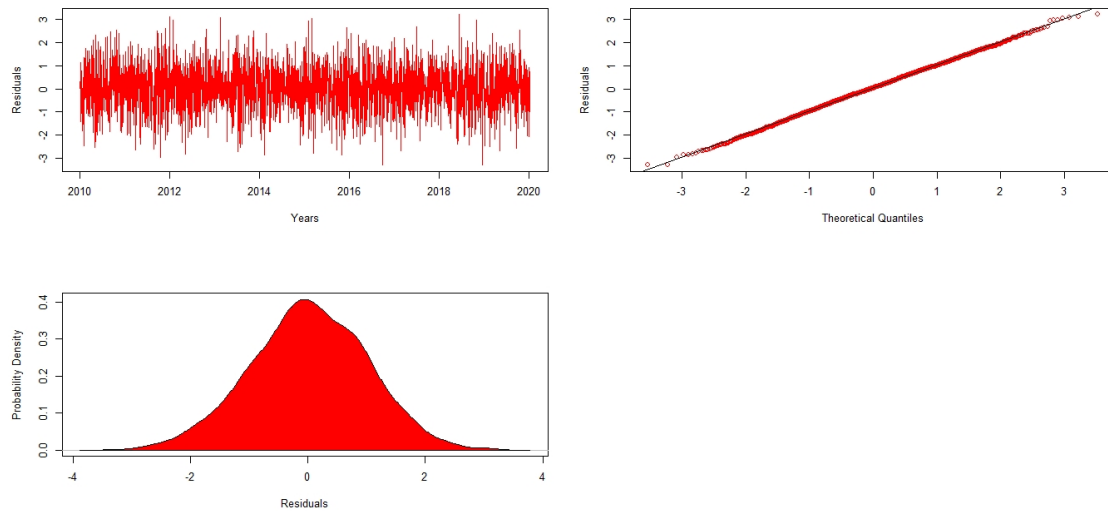 3
2
1
0
-1
-2
-3
Residuals
2010 2012 2014 2016 2018 2020
Years
3
2
1
0
-1
-2
-3
Residuals
-3 -2 -1 0 1 2 3
Theoretical Quantiles
0.4
0.3
0.2
0.1
0.0
Probability Density
-4 -2 0 2 4
Residuals